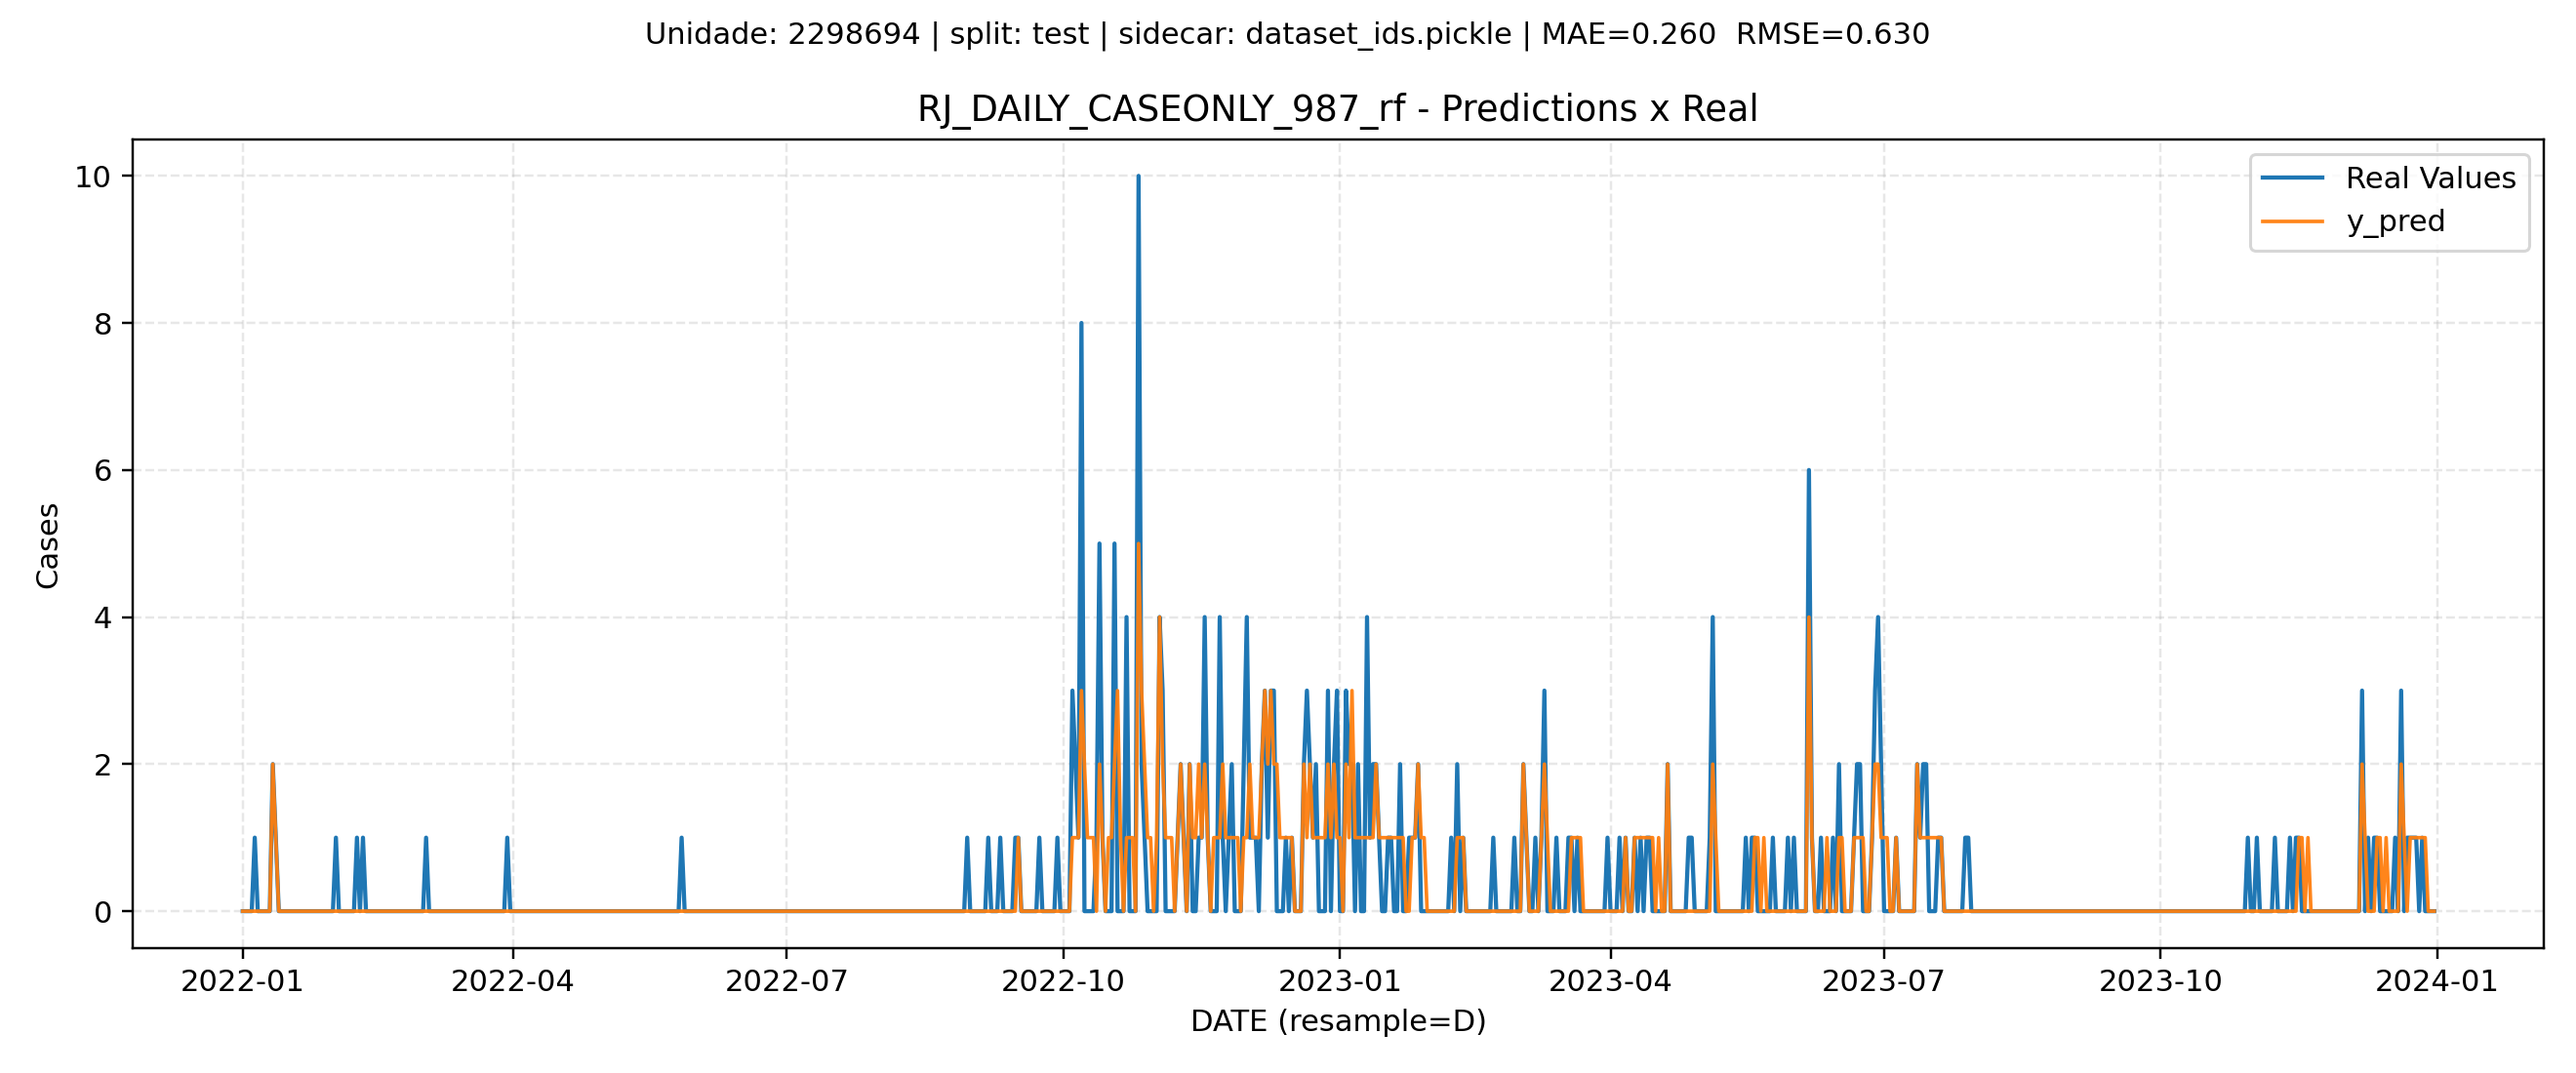 Unidade: 2298694 | split: test | sidecar: dataset_ids.pickle | MAE=0.260  RMSE=0.630
RJ_DAILY_CASEONLY_987_rf - Predictions x Real
Real Values
y_pred
10
8
6
4
2
0
Cases
2022-01
2022-04
2022-07
2022-10
2023-01
2023-04
2023-07
2023-10
2024-01
DATE (resample=D)